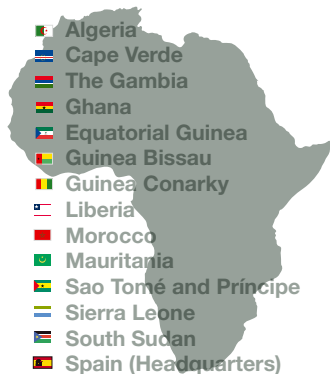 Algeria
Cape Verde
The Gambia
Ghana
Equatorial Guinea
Guinea Bissau
Guinea Conarky
Liberia
Morocco
Mauritania
Sao Tomé and Príncipe
Sierra Leone
South Sudan
Spain (Headquarters)